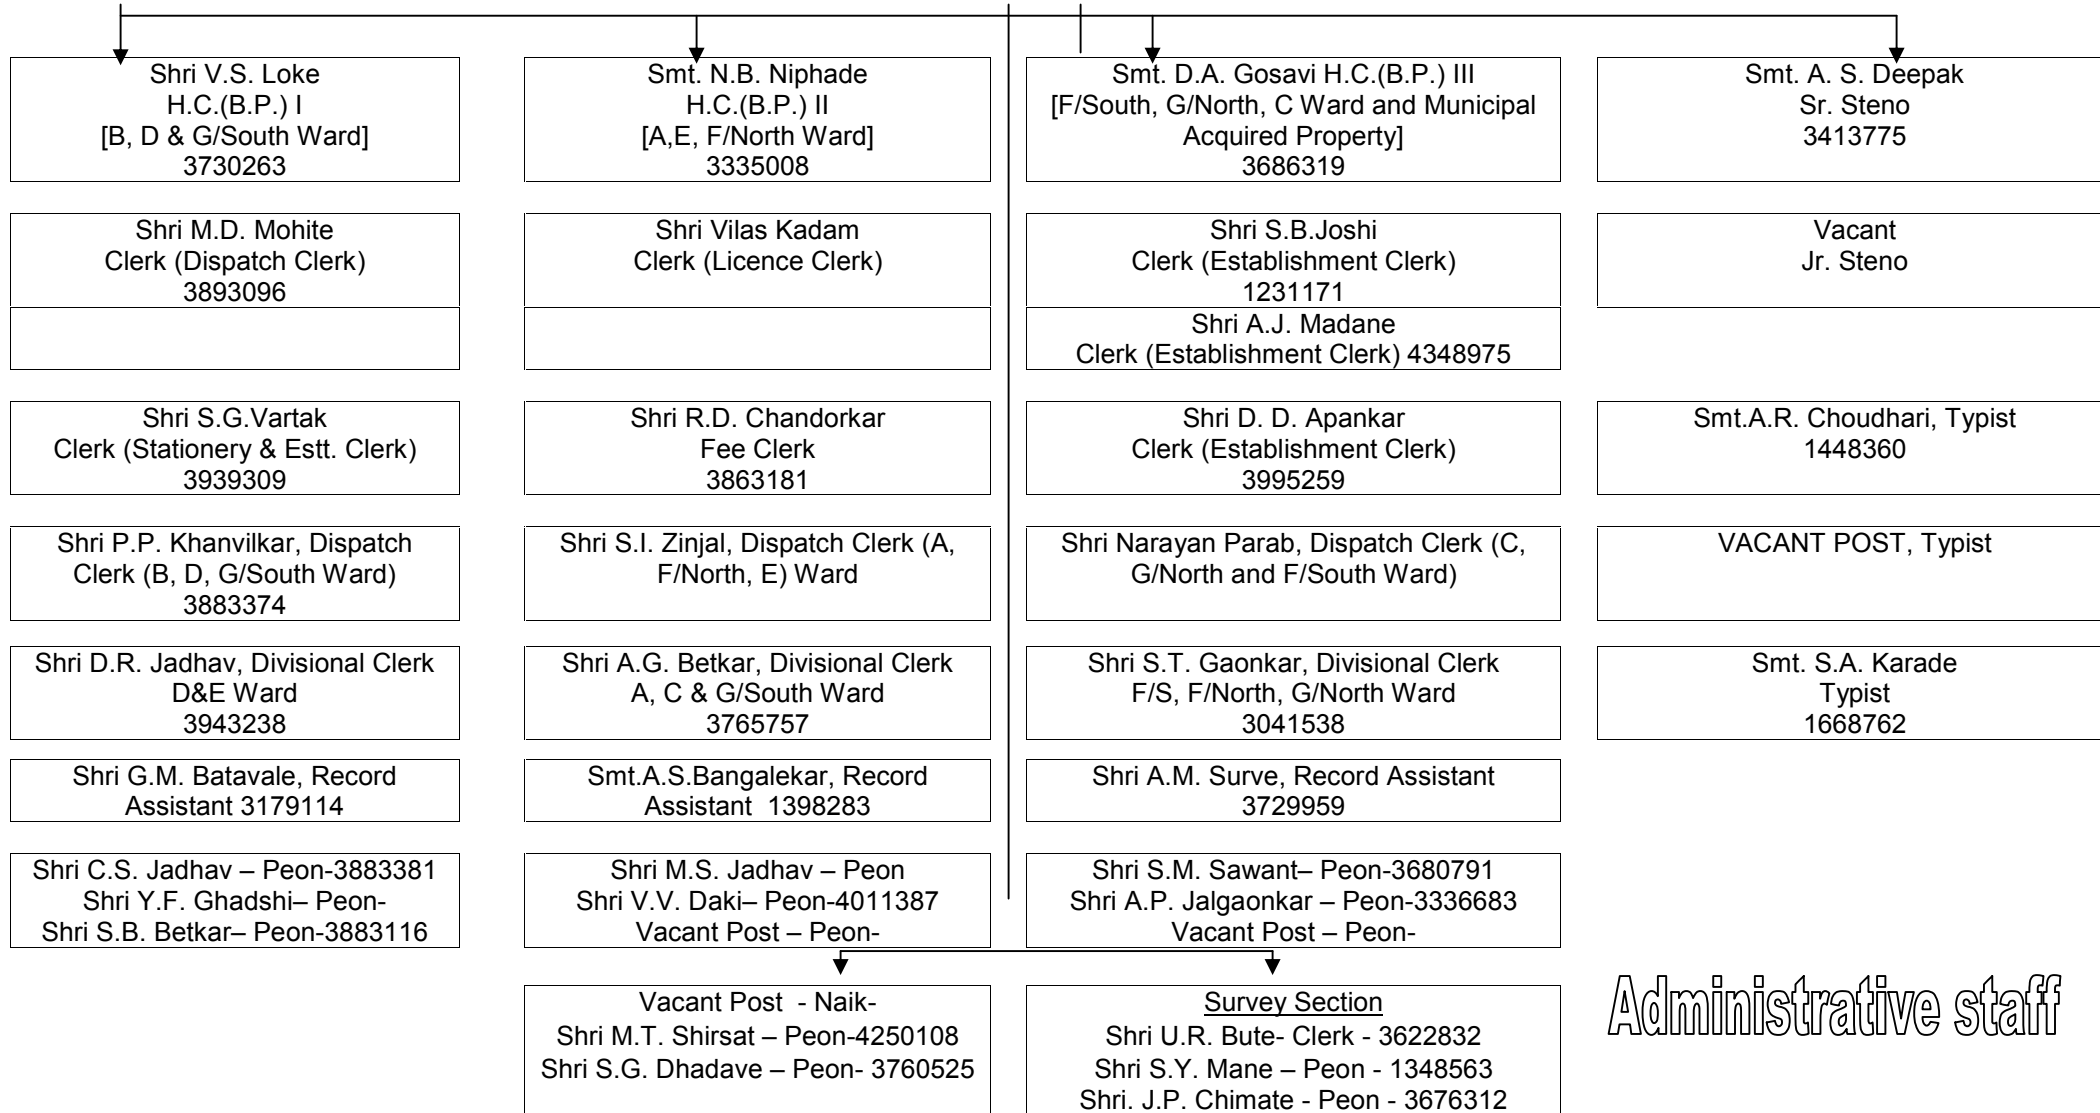 Shri V.S. Loke
H.C.(B.P.) I
[B, D & G/South Ward]
3730263
Smt. N.B. Niphade
H.C.(B.P.) II
[A,E, F/North Ward]
3335008
Smt. D.A. Gosavi H.C.(B.P.) III
[F/South, G/North, C Ward and Municipal
Acquired Property]
3686319
Smt. A. S. Deepak
Sr. Steno
3413775
Shri M.D. Mohite
Clerk (Dispatch Clerk)
3893096
Shri Vilas Kadam
Clerk (Licence Clerk)
Shri S.B.Joshi
Clerk (Establishment Clerk)
1231171
Shri A.J. Madane
Clerk (Establishment Clerk) 4348975
Vacant
Jr. Steno
Shri S.G.Vartak
Clerk (Stationery & Estt. Clerk)
3939309
Shri R.D. Chandorkar
Fee Clerk
3863181
Shri D. D. Apankar
Clerk (Establishment Clerk)
3995259
Smt.A.R. Choudhari, Typist
1448360
Shri P.P. Khanvilkar, Dispatch
Clerk (B, D, G/South Ward)
3883374
Shri S.I. Zinjal, Dispatch Clerk (A,
F/North, E) Ward
Shri Narayan Parab, Dispatch Clerk (C,
G/North and F/South Ward)
VACANT POST, Typist
Shri D.R. Jadhav, Divisional Clerk
D&E Ward
3943238
Shri A.G. Betkar, Divisional Clerk
A, C & G/South Ward
3765757
Shri S.T. Gaonkar, Divisional Clerk
F/S, F/North, G/North Ward
3041538
Smt. S.A. Karade
Typist
1668762
Shri G.M. Batavale, Record
Assistant 3179114
Smt.A.S.Bangalekar, Record
Assistant 1398283
Shri A.M. Surve, Record Assistant
3729959
Shri C.S. Jadhav – Peon-3883381
Shri Y.F. Ghadshi– Peon-
Shri S.B. Betkar– Peon-3883116
Shri M.S. Jadhav – Peon
Shri V.V. Daki– Peon-4011387
Vacant Post – Peon-
Shri S.M. Sawant– Peon-3680791
Shri A.P. Jalgaonkar – Peon-3336683
Vacant Post – Peon-
Vacant Post - Naik-
Shri M.T. Shirsat – Peon-4250108
Shri S.G. Dhadave – Peon- 3760525
Survey Section
Shri U.R. Bute- Clerk - 3622832
Shri S.Y. Mane – Peon - 1348563
Shri. J.P. Chimate - Peon - 3676312
Administrative staff